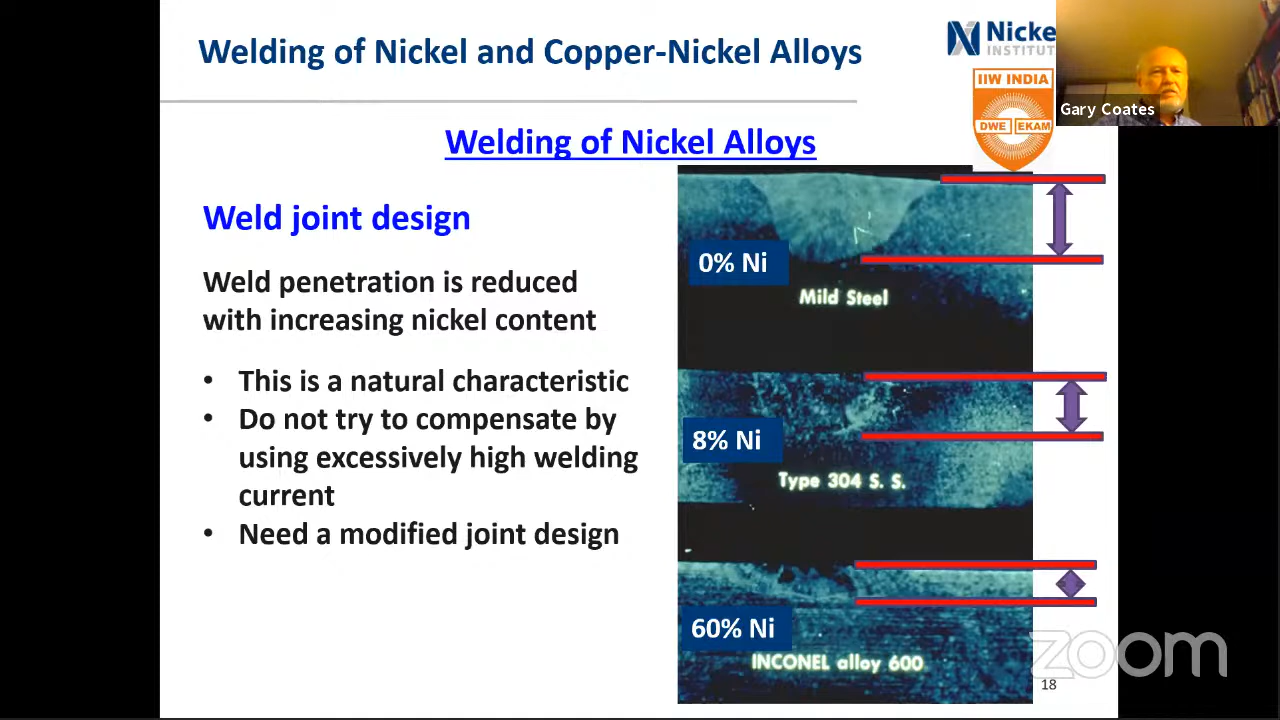 Welding of Nickel and Copper-Nickel Alloys
Nicke
INSTITUT
IIW INDIA
DWE EKAM
Gary Coates
Welding of Nickel Alloys
Weld joint design
Weld penetration is reduced
with increasing nickel content
• This is a natural characteristic
• Do not try to compensate by
using excessively high welding
current
• Need a modified joint design
0% Ni
Mild Steel
8% Ni
Type 304 S. S.
60% Ni
INCONEL alloy 600
zoom
18